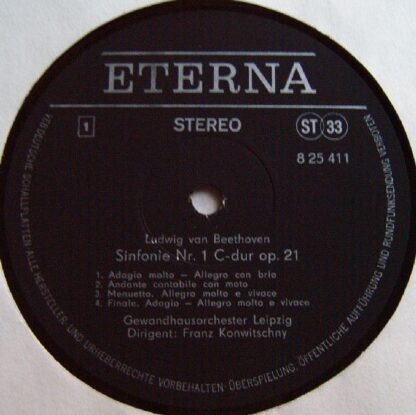 ETERNA
1
STEREO
ST 33
8 25 411
Ludwig van Beethoven
Sinfonie Nr. 1 C-dur op. 21
1. Adagio molto – Allegro con brio
2. Andante cantabile con moto
3. Menuetto. Allegro molto e vivace
4. Finale. Adagio – Allegro molto e vivace
Gewandhausorchester Leipzig
Dirigent: Franz Konwitschny
VEB DEUTSCHE SCHALLPLATTEN · ALLE HERSTELLER- UND URHEBERRECHTE VORBEHALTEN · ÜBERSPIELUNG, ÖFFENTLICHE AUFFÜHRUNG UND RUNDFUNKSENDUNG VERBOTEN